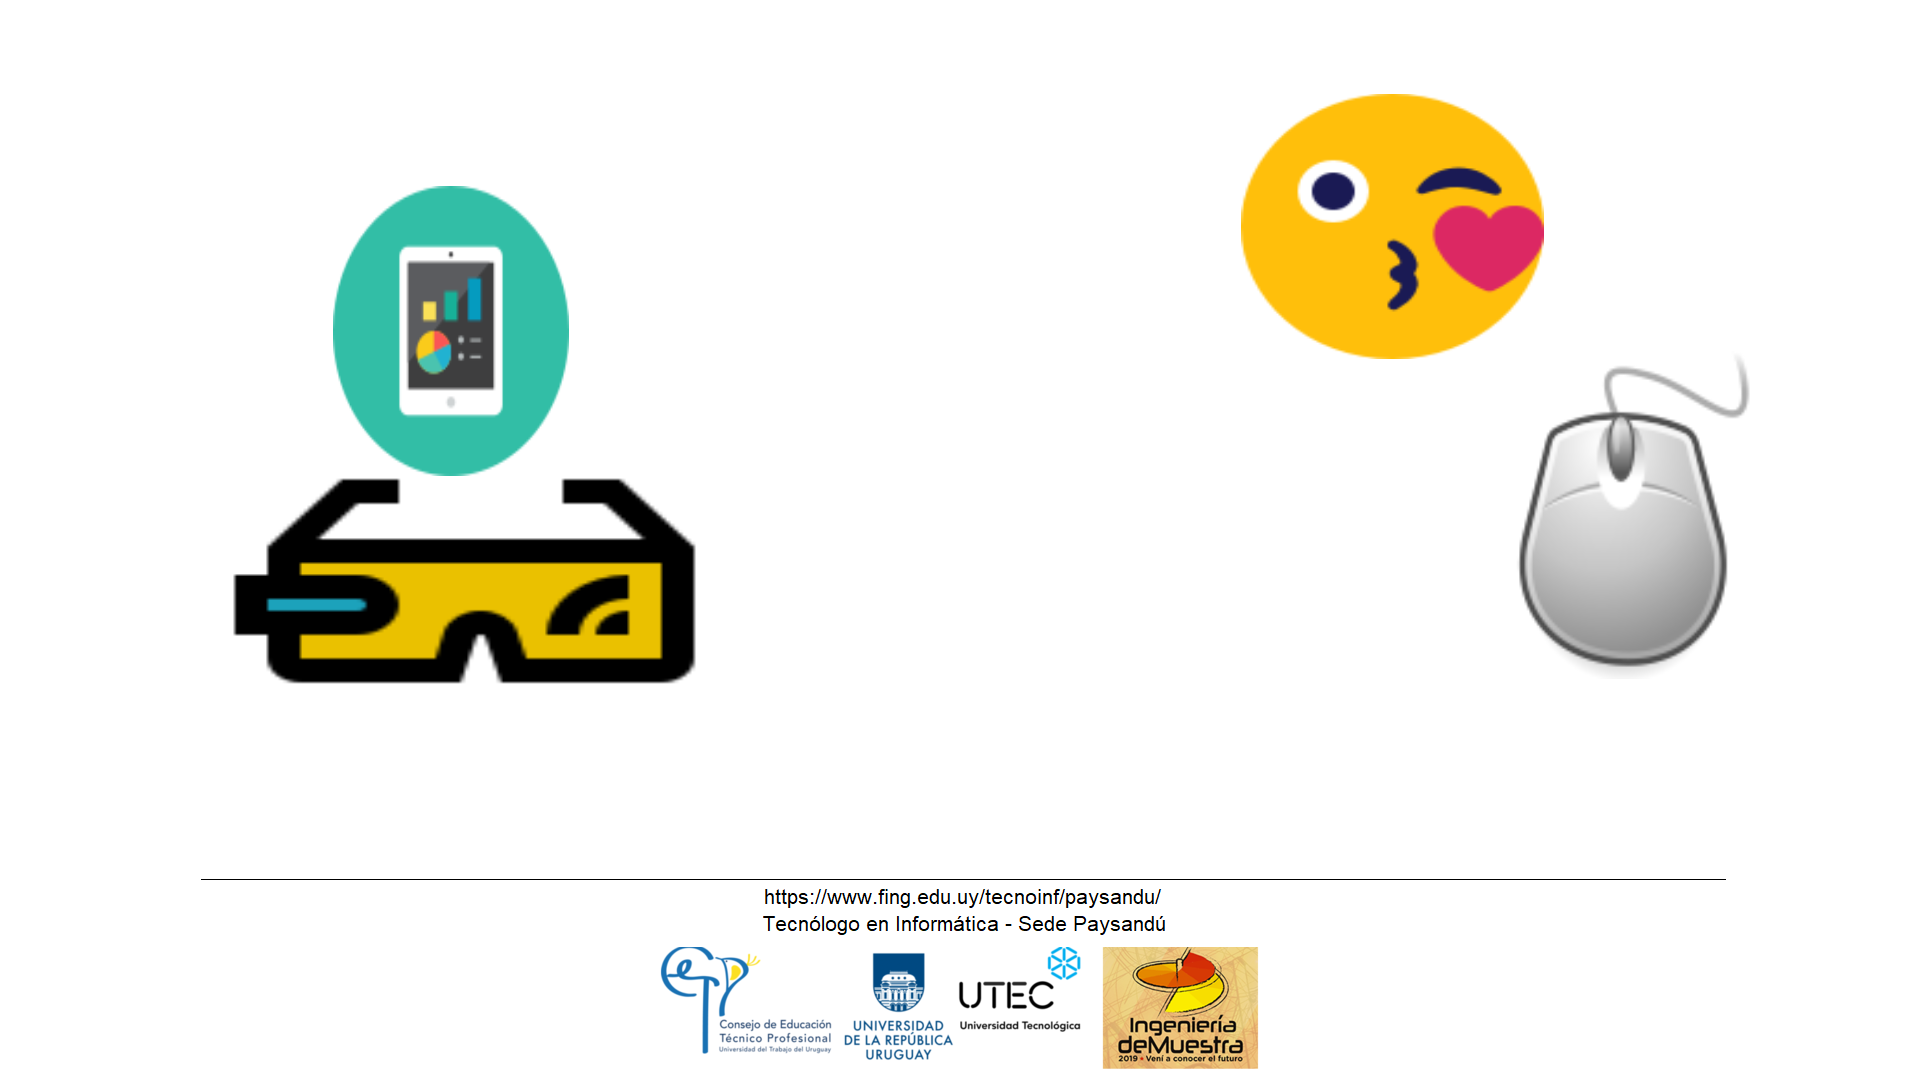 https://www.fing.edu.uy/tecnoinf/paysandu/
Tecnólogo en Informática - Sede Paysandú
Consejo de Educación
Técnico Profesional
Universidad del Trabajo del Uruguay
UNIVERSIDAD
DE LA REPÚBLICA
URUGUAY
UTEC
Universidad Tecnológica
Ingeniería
deMuestra
2019 • Vení a conocer el futuro